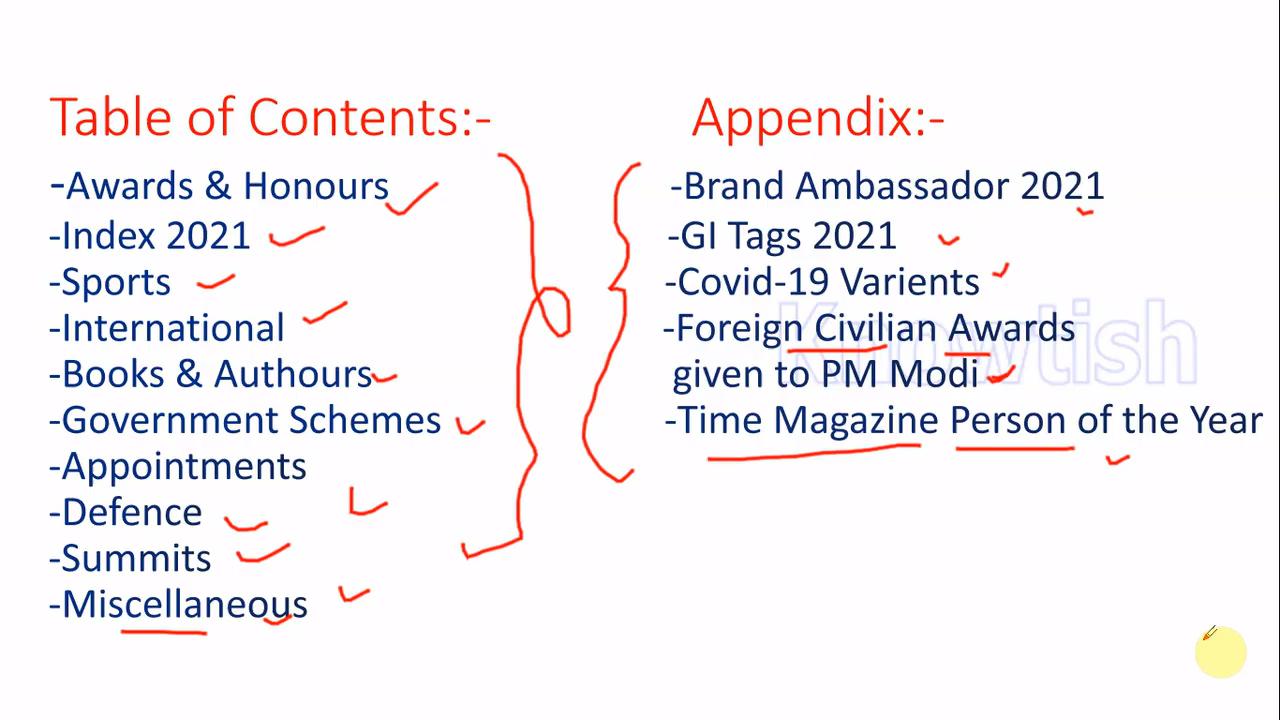 Table of Contents:-
-Awards & Honours
-Index 2021
-Sports
-International
-Books & Authours
-Government Schemes
-Appointments
-Defence
-Summits
-Miscellaneous
Appendix:-
-Brand Ambassador 2021
-GI Tags 2021
-Covid-19 Varients
-Foreign Civilian Awards
given to PM Modi
-Time Magazine Person of the Year
Knowtish